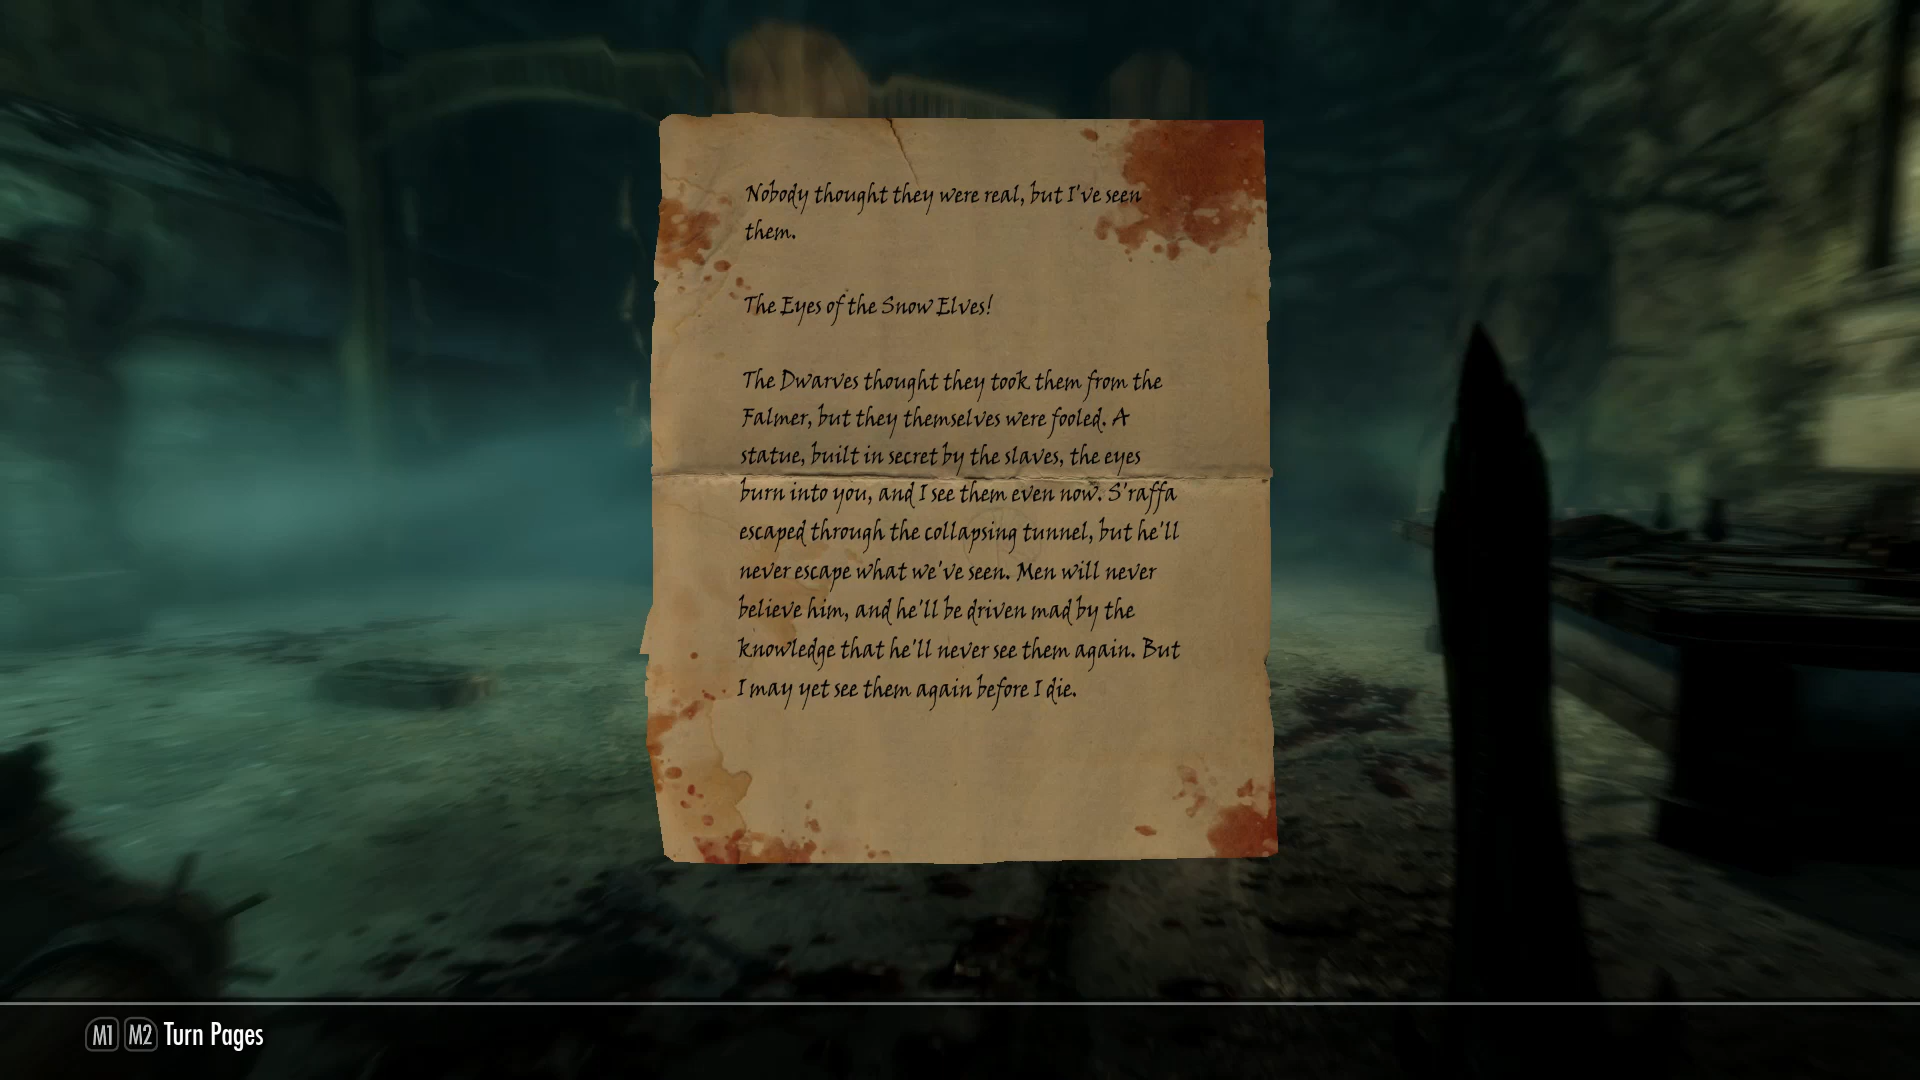 Nobody thought they were real, but I've seen
them.
The Eyes of the Snow Elves!
The Dwarves thought they took them from the
Falmer, but they themselves were fooled. A
statue, built in secret by the slaves, the eyes
burn into you, and I see them even now. S'raffa
escaped through the collapsing tunnel, but he'll
never escape what we've seen. Men will never
believe him, and he'll be driven mad by the
knowledge that he'll never see them again. But
I may yet see them again before I die.
M1 M2 Turn Pages